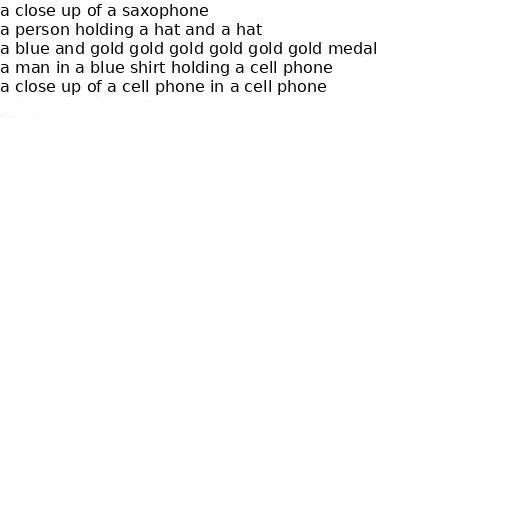 a close up of a saxophone
a person holding a hat and a hat
a blue and gold gold gold gold gold gold medal
a man in a blue shirt holding a cell phone
a close up of a cell phone in a cell phone